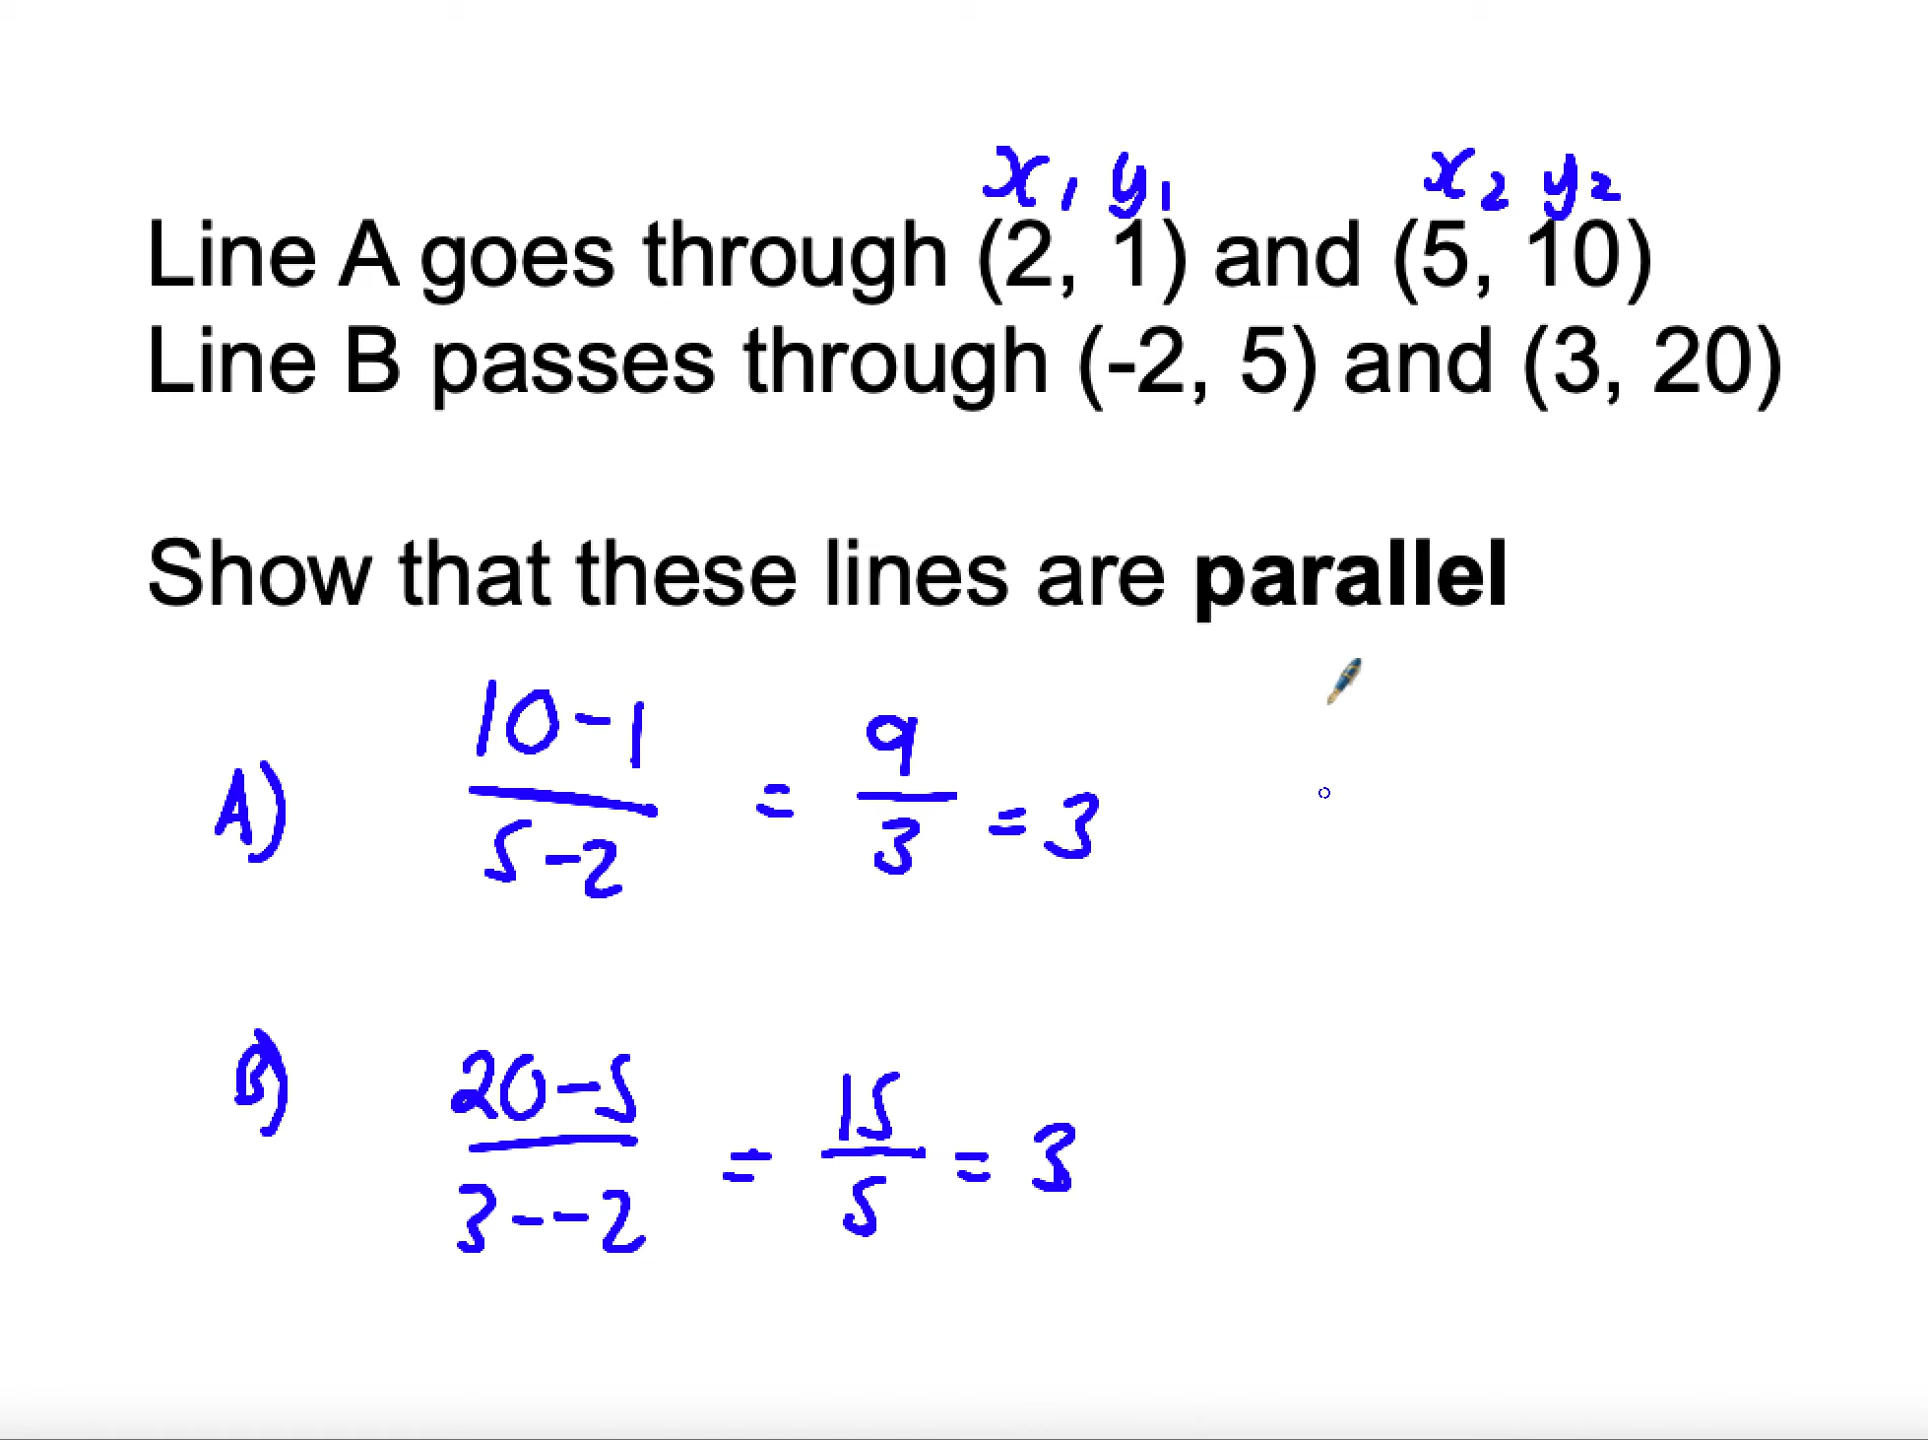 x₁ y₁ x₂ y₂
Line A goes through (2, 1) and (5, 10)
Line B passes through (-2, 5) and (3, 20)
Show that these lines are parallel
A) 10-1 / 5-2 = 9/3 = 3
B) 20-5 / 3--2 = 15/5 = 3